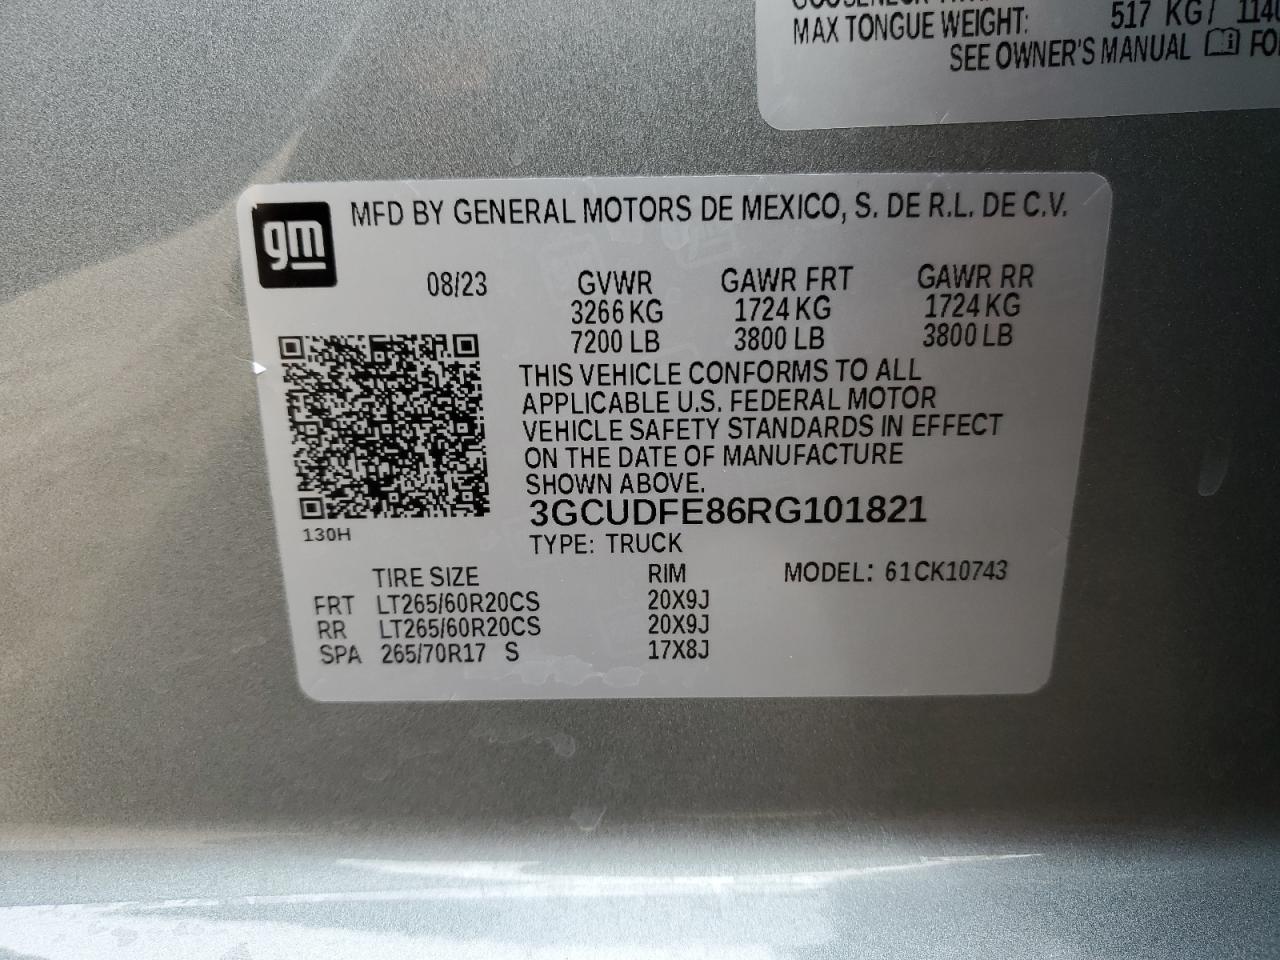 MAX TONGUE WEIGHT: 517 KG/
SEE OWNER'S MANUAL
gm
MFD BY GENERAL MOTORS DE MEXICO, S. DE R.L. DE C.V.
08/23 GVWR GAWR FRT GAWR RR
3266 KG 1724 KG 1724 KG
7200 LB 3800 LB 3800 LB
THIS VEHICLE CONFORMS TO ALL
APPLICABLE U.S. FEDERAL MOTOR
VEHICLE SAFETY STANDARDS IN EFFECT
ON THE DATE OF MANUFACTURE
SHOWN ABOVE.
3GCUDFE86RG101821
130H
TYPE: TRUCK
TIRE SIZE RIM MODEL: 61CK10743
FRT LT265/60R20CS 20X9J
RR LT265/60R20CS 20X9J
SPA 265/70R17 S 17X8J